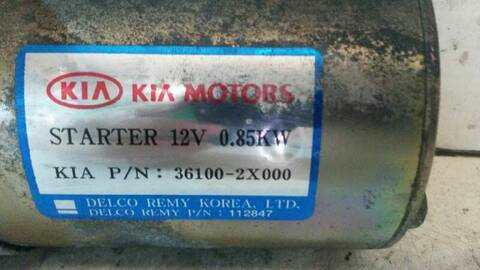 KIA KIA MOTORS
STARTER 12V 0.85KW
KIA P/N: 36100-2X000
DELCO REMY KOREA, LTD.
DELCO REMY P/N : 112847